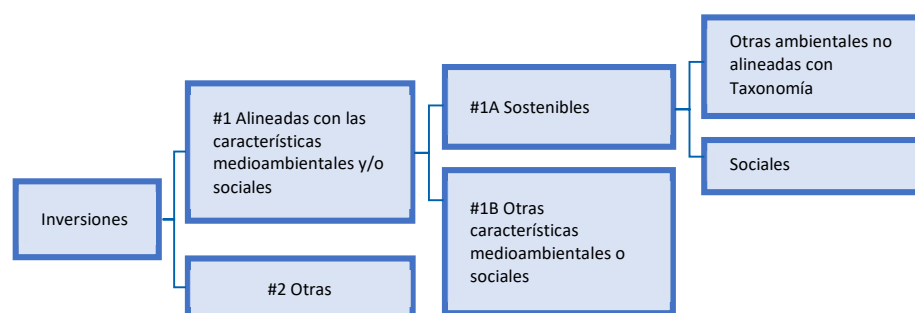 Inversiones
#1 Alineadas con las
características
medioambientales y/o
sociales
#2 Otras
#1A Sostenibles
#1B Otras
características
medioambientales o
sociales
Otras ambientales no
alineadas con
Taxonomía
Sociales